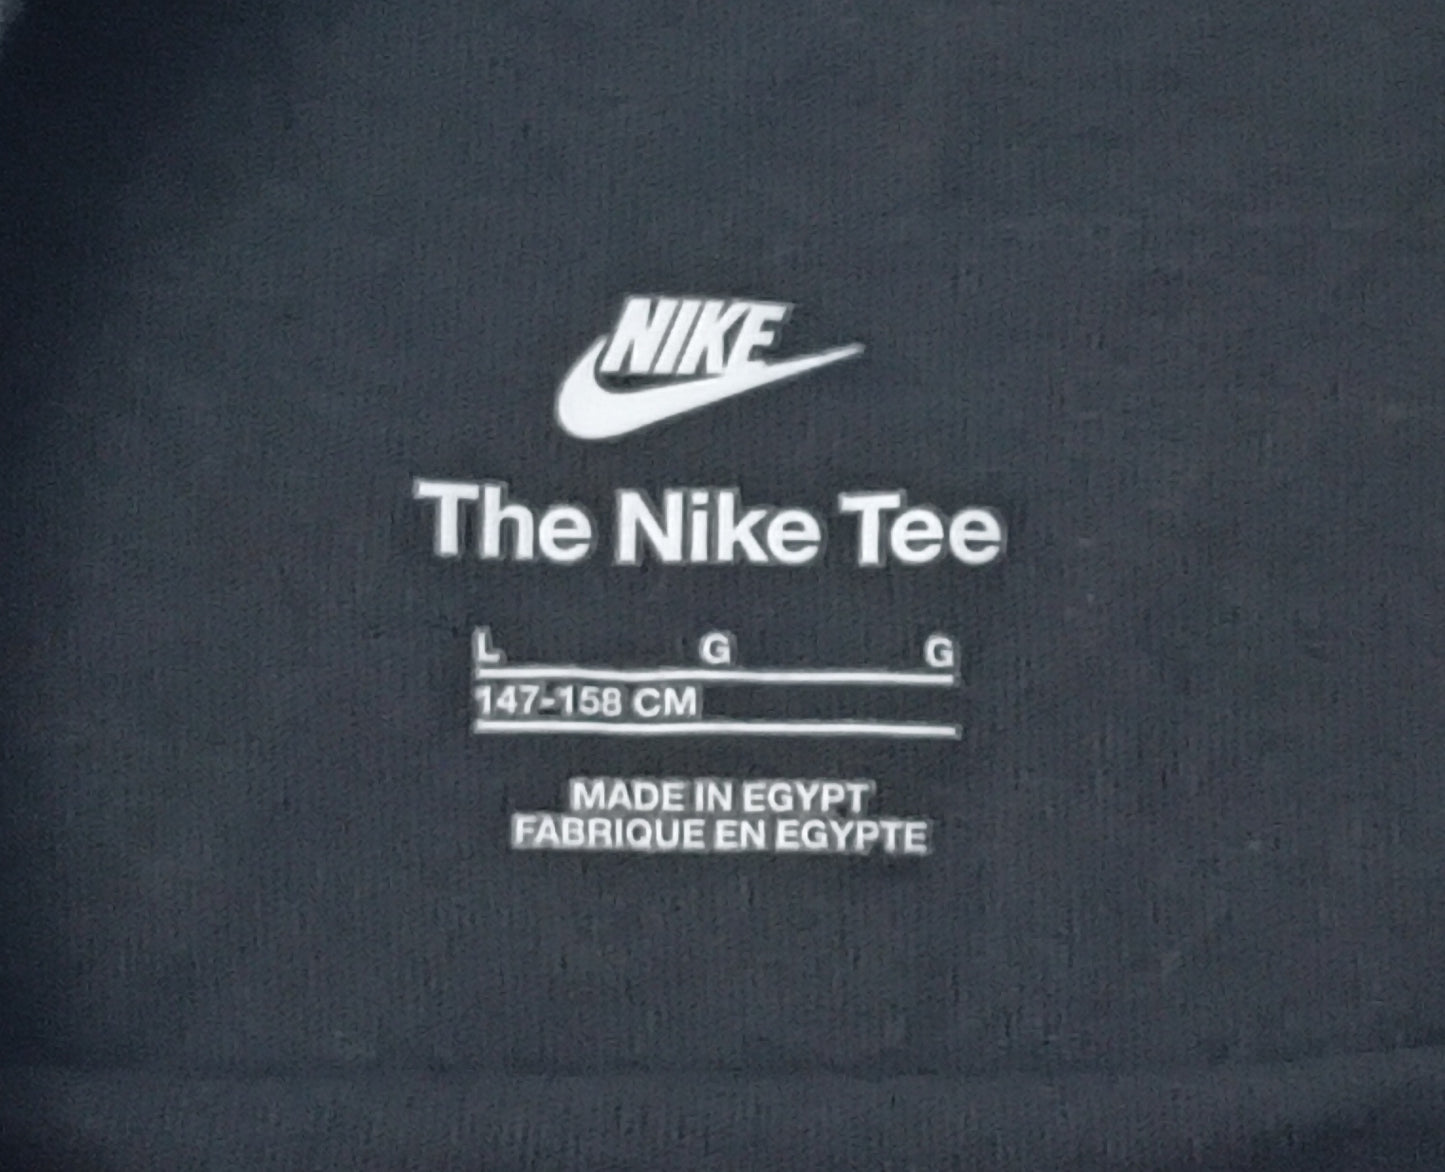 NIKE
The Nike Tee
L G G
147-158 CM
MADE IN EGYPT
FABRIQUE EN EGYPTE